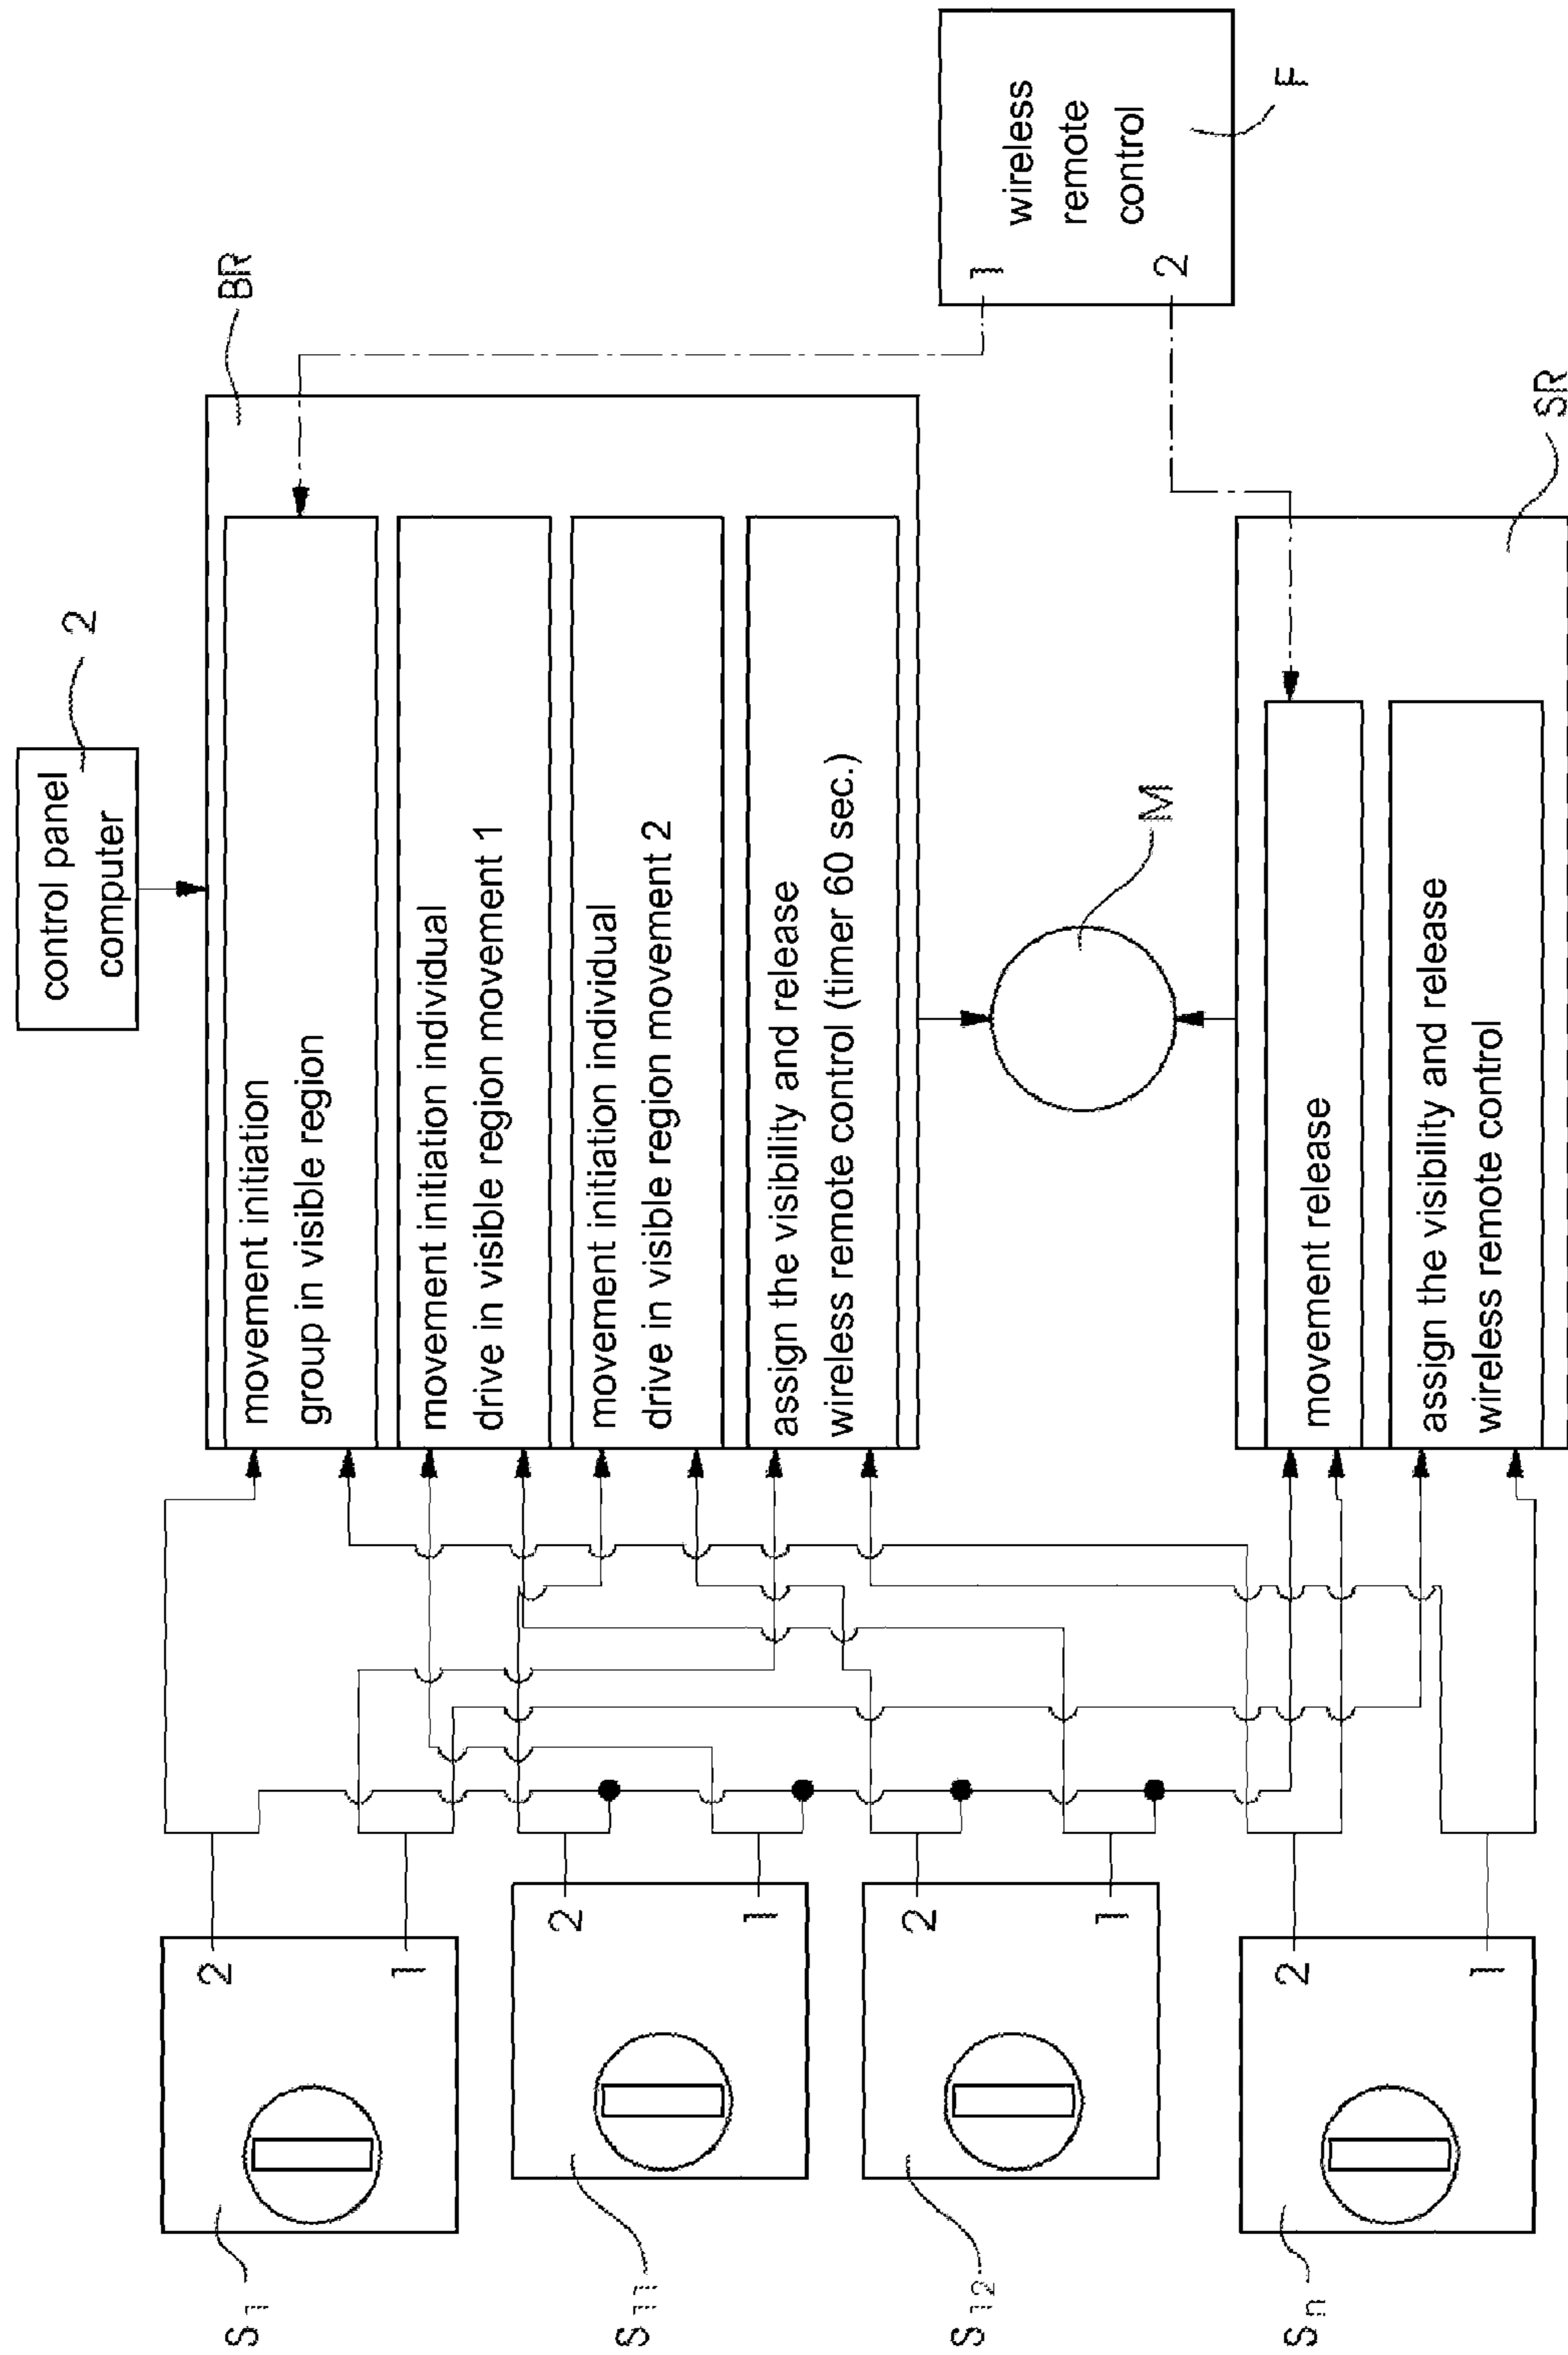 control panel
computer
2
BR
movement initiation
group in visible region
movement initiation individual
drive in visible region movement 1
movement initiation individual
drive in visible region movement 2
assign the visibility and release
wireless remote control (timer 60 sec.)
wireless
remote
control
1
2
F
M
SR
movement release
assign the visibility and release
wireless remote control
S1
2
1
S11
2
1
S12
2
1
Sn
2
1